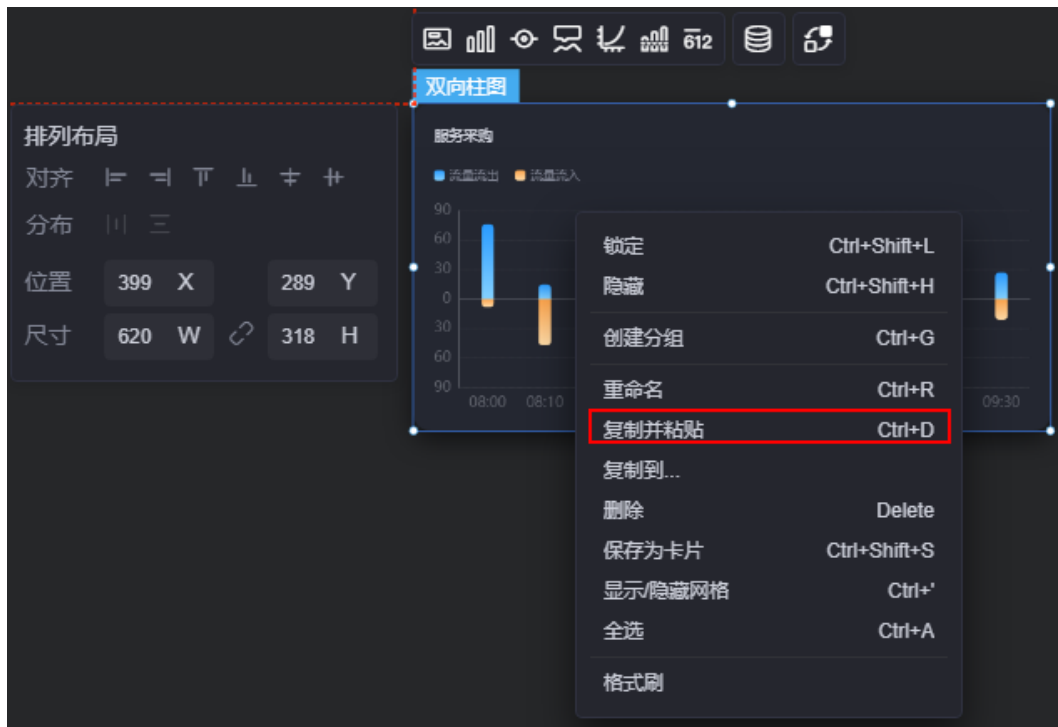 612
双向柱图
排列布局
对齐
分布
位置 399 X 289 Y
尺寸 620 W 318 H
服务采购
流量流出 流量流入
90
60
30
0
30
60
90
08:00 08:10 09:30
锁定 Ctrl+Shift+L
隐藏 Ctrl+Shift+H
创建分组 Ctrl+G
重命名 Ctrl+R
复制并粘贴 Ctrl+D
复制到...
删除 Delete
保存为卡片 Ctrl+Shift+S
显示/隐藏网格 Ctrl+'
全选 Ctrl+A
格式刷